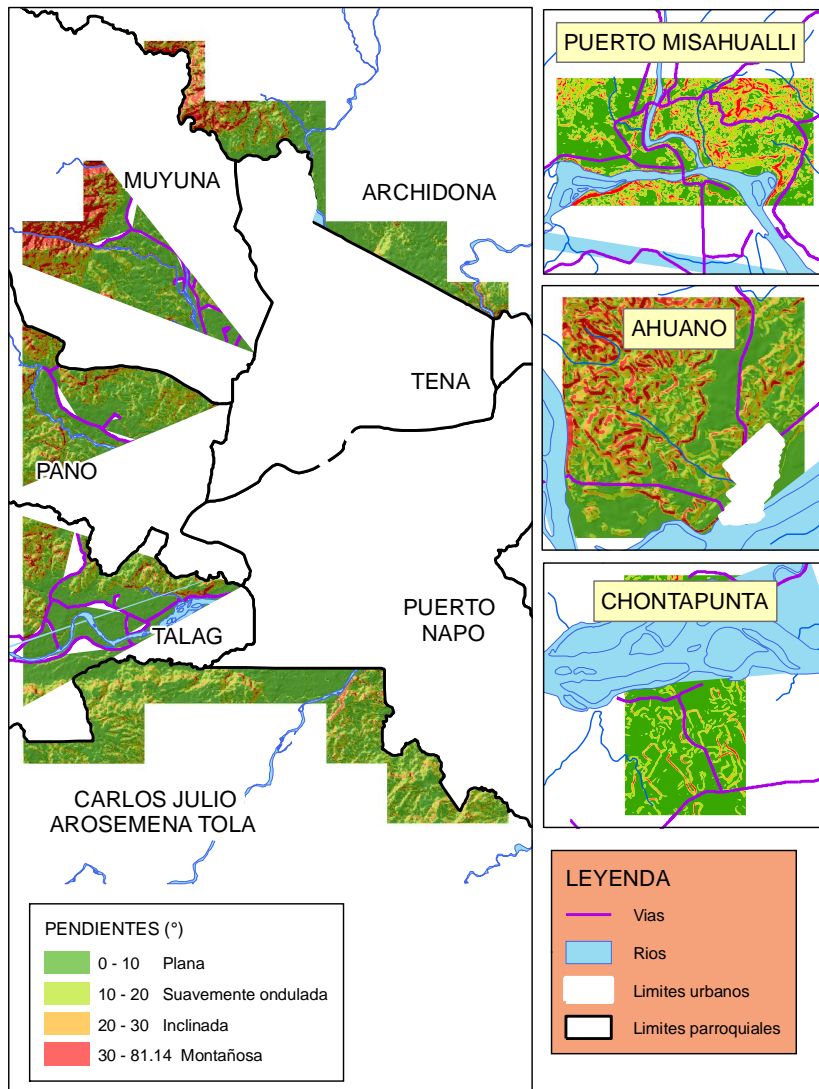 MUYUNA
ARCHIDONA
TENA
PANO
PUERTO
NAPO
TALAG
CARLOS JULIO
AROSEMENA TOLA
PENDIENTES (°)
0 - 10 Plana
10 - 20 Suavemente ondulada
20 - 30 Inclinada
30 - 81.14 Montañosa
PUERTO MISAHUALLI
AHUANO
CHONTAPUNTA
LEYENDA
Vias
Rios
Limites urbanos
Limites parroquiales